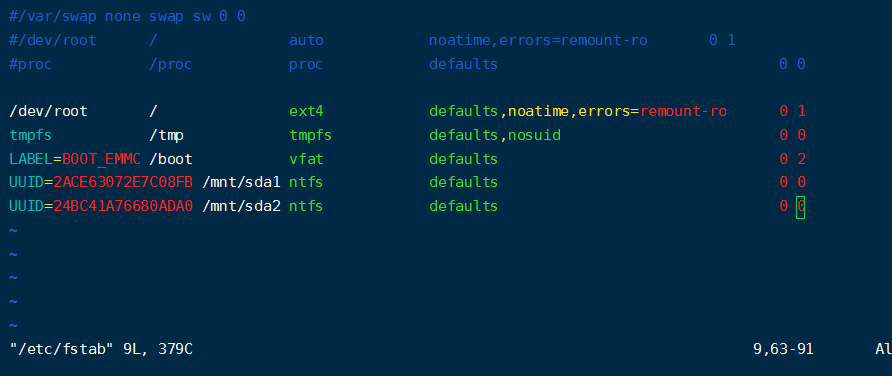 #/var/swap none swap sw 0 0
#/dev/root / auto noatime,errors=remount-ro 0 1
#proc /proc proc defaults 0 0
/dev/root / ext4 defaults,noatime,errors=remount-ro 0 1
tmpfs /tmp tmpfs defaults,nosuid 0 0
LABEL=BOOT_EMMC /boot vfat defaults 0 2
UUID=2ACE63072E7C08FB /mnt/sda1 ntfs defaults 0 0
UUID=24BC41A76680ADA0 /mnt/sda2 ntfs defaults 0 0
~
~
~
~
~
"/etc/fstab" 9L, 379C 9,63-91 Al